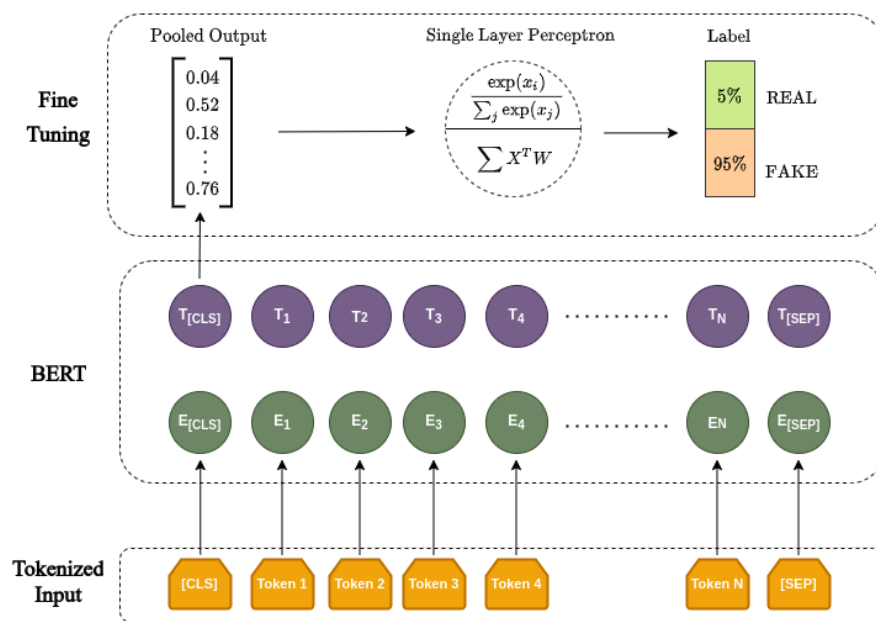 Pooled Output
Single Layer Perceptron
Label
Fine
Tuning
0.04
0.52
0.18
⋮
0.76
exp(x_i)
∑_j exp(x_j)
∑ X^T W
5%
REAL
95%
FAKE
BERT
T[CLS] T1 T2 T3 T4 ........... TN T[SEP]
E[CLS] E1 E2 E3 E4 ........... EN E[SEP]
Tokenized
Input
[CLS] Token 1 Token 2 Token 3 Token 4 Token N [SEP]